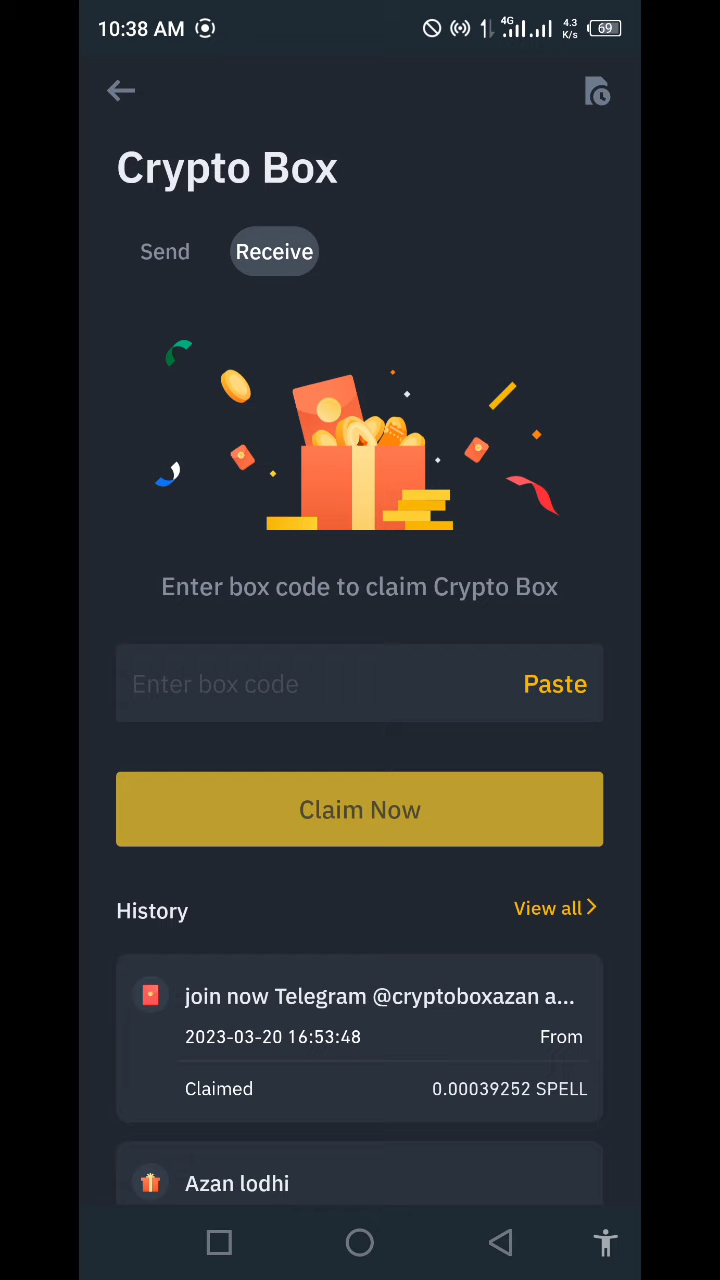 10:38 AM 4G 4.3 K/s 69
Crypto Box
Send Receive
Enter box code to claim Crypto Box
Enter box code Paste
Claim Now
History View all
join now Telegram @cryptoboxazan a...
2023-03-20 16:53:48 From
Claimed 0.00039252 SPELL
Azan lodhi